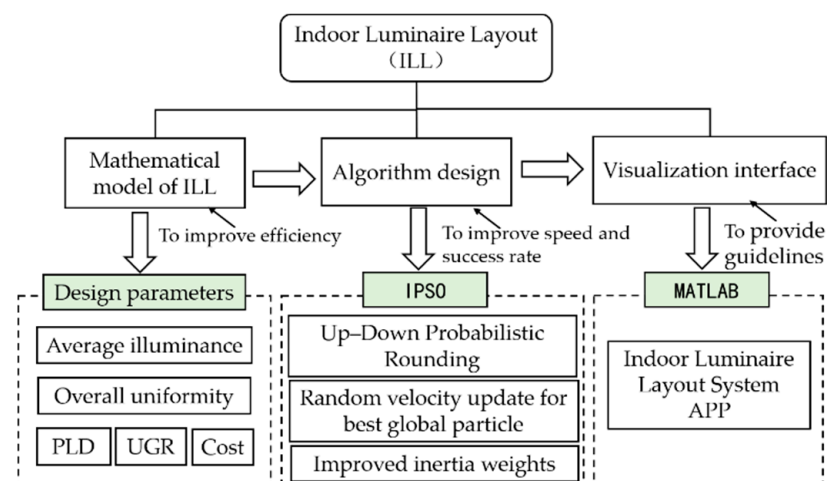 Indoor Luminaire Layout
(ILL)
Mathematical
model of ILL
Algorithm design
Visualization interface
To improve efficiency
To improve speed and
success rate
To provide
guidelines
Design parameters
IPSO
MATLAB
Average illuminance
Overall uniformity
PLD
UGR
Cost
Up–Down Probabilistic
Rounding
Random velocity update for
best global particle
Improved inertia weights
Indoor Luminaire
Layout System
APP